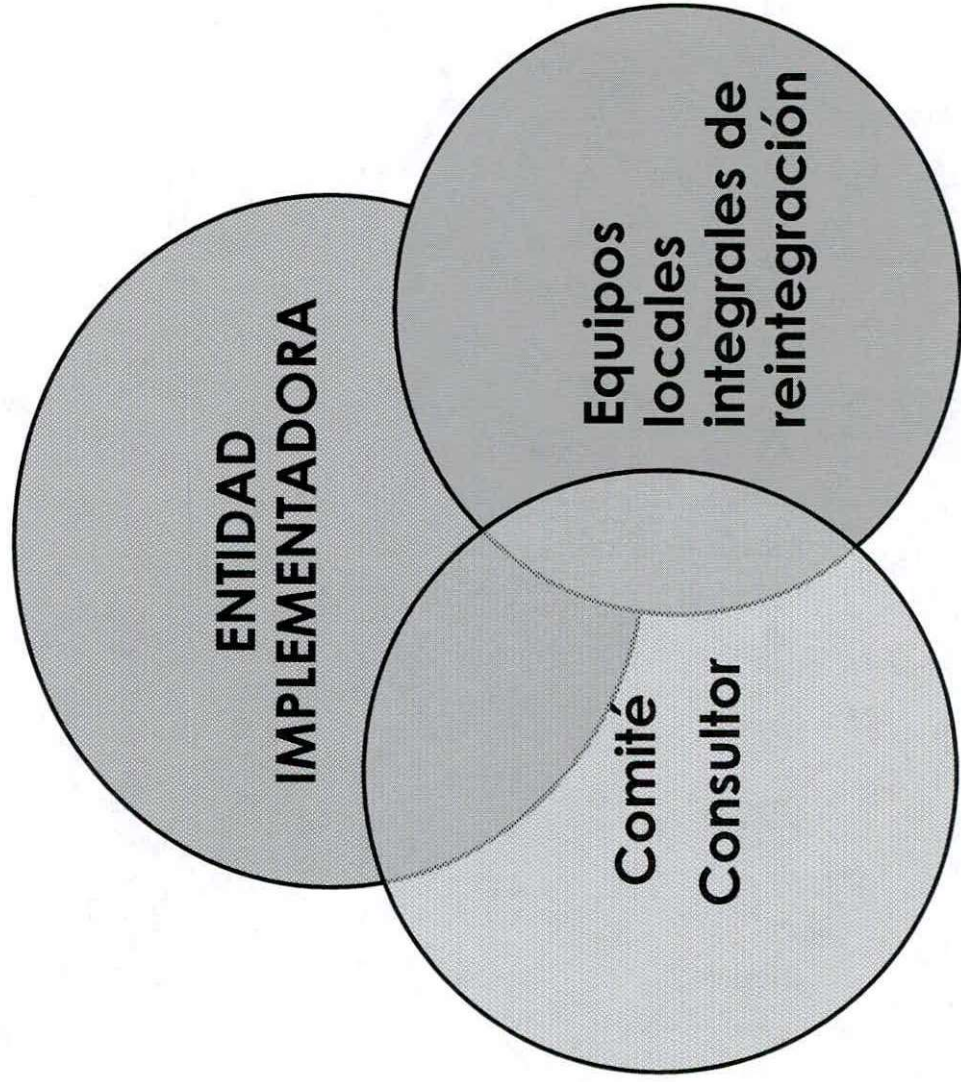 ENTIDAD
IMPLEMENTADORA
Equipos
locales
integrales de
reintegración
Comité
Consultor